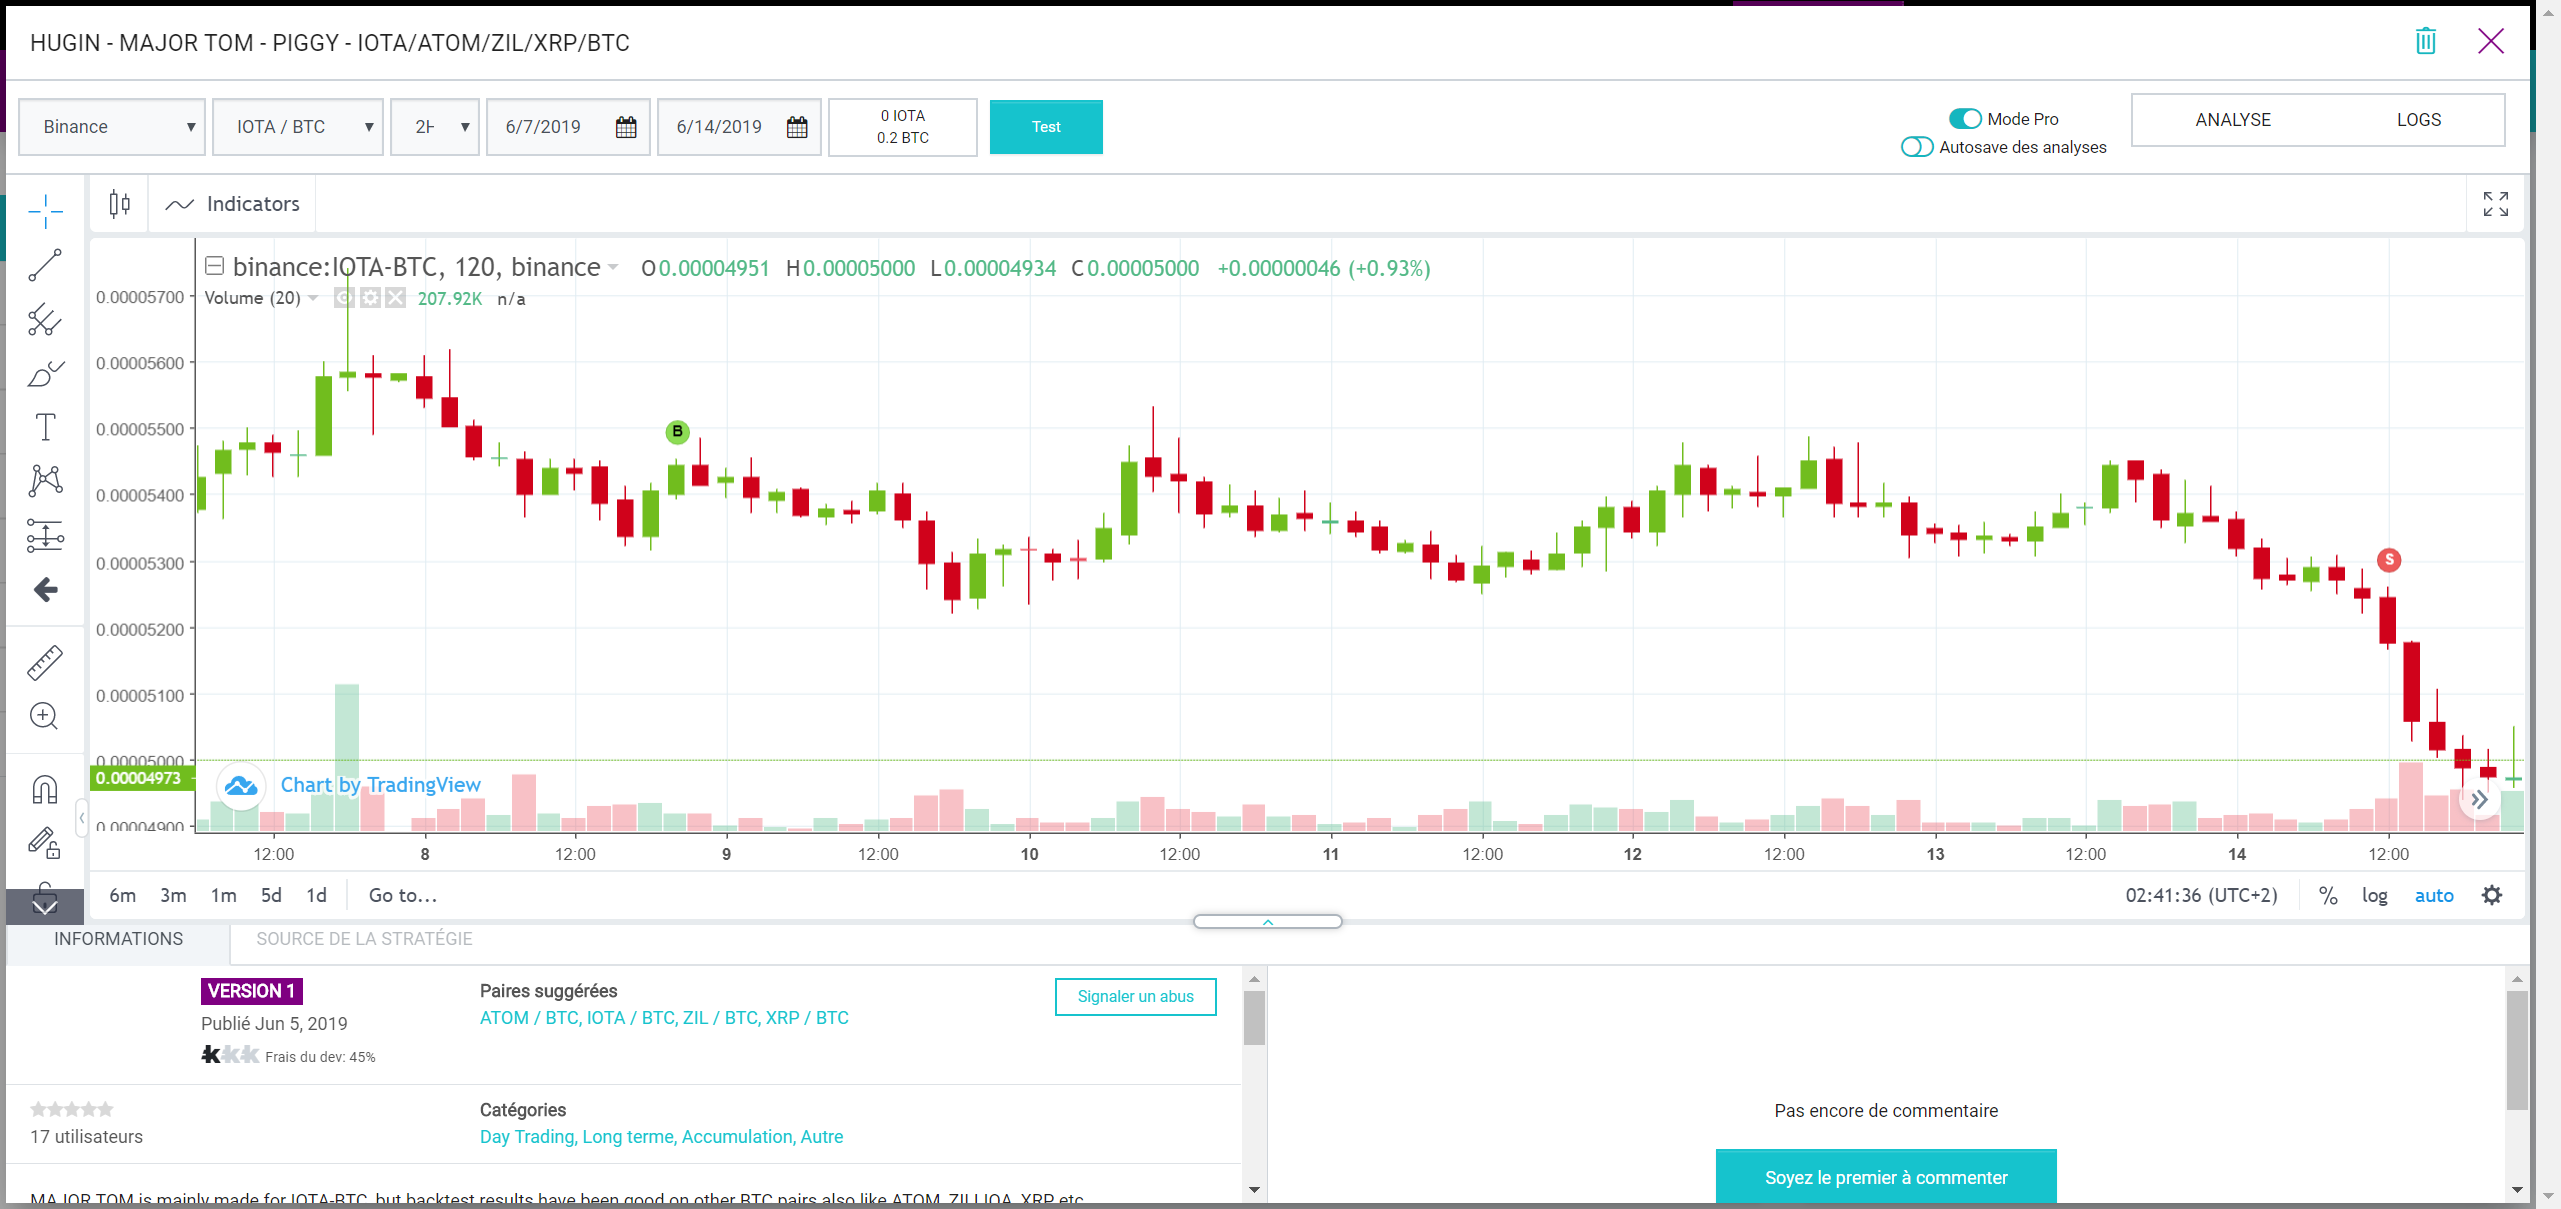 HUGIN - MAJOR TOM - PIGGY - IOTA/ATOM/ZIL/XRP/BTC
Binance
IOTA / BTC
2H
6/7/2019
6/14/2019
0 IOTA
0.2 BTC
Test
Mode Pro
Autosave des analyses
ANALYSE
LOGS
Indicators
binance:IOTA-BTC, 120, binance O0.00004951 H0.00005000 L0.00004934 C0.00005000 +0.00000046 (+0.93%)
Volume (20) 207.92K n/a
0.00005700
0.00005600
0.00005500
0.00005400
0.00005300
0.00005200
0.00005100
0.00005000
0.00004973
0.00004900
B
S
Chart by TradingView
12:00 8 12:00 9 12:00 10 12:00 11 12:00 12 12:00 13 12:00 14 12:00
6m 3m 1m 5d 1d Go to...
02:41:36 (UTC+2) % log auto
INFORMATIONS
SOURCE DE LA STRATÉGIE
VERSION 1
Publié Jun 5, 2019
Frais du dev: 45%
Paires suggérées
ATOM / BTC, IOTA / BTC, ZIL / BTC, XRP / BTC
Signaler un abus
17 utilisateurs
Catégories
Day Trading, Long terme, Accumulation, Autre
MAJOR TOM is mainly made for IOTA-BTC, but backtest results have been good on other BTC pairs also like ATOM, ZILLIQA, XRP etc
Pas encore de commentaire
Soyez le premier à commenter